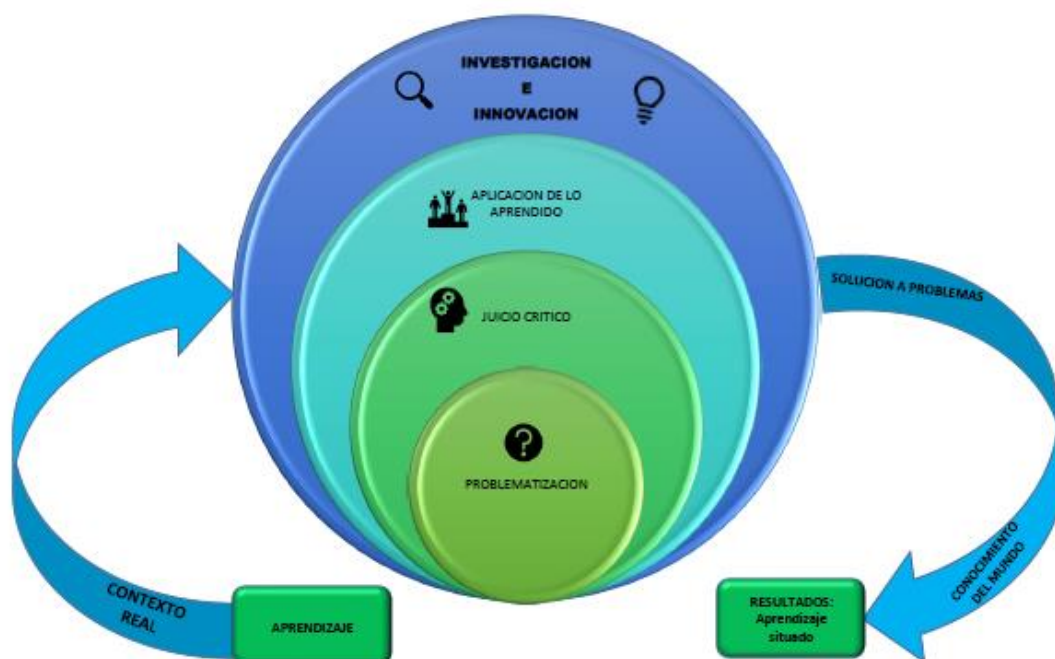 INVESTIGACION
E
INNOVACION
APLICACION DE LO
APRENDIDO
JUICIO CRITICO
PROBLEMATIZACION
SOLUCION A PROBLEMAS
CONOCIMIENTO
DEL MUNDO
CONTEXTO
REAL
APRENDIZAJE
RESULTADOS:
Aprendizaje
situado